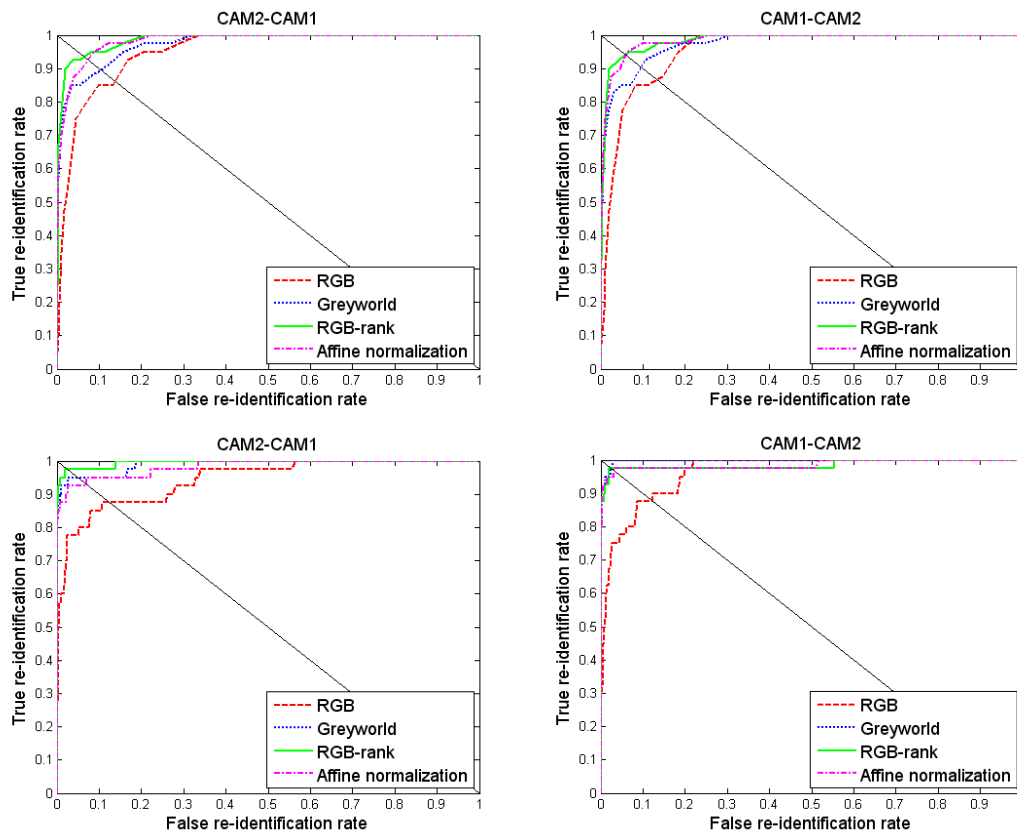 CAM2-CAM1
True re-identification rate
1
0.9
0.8
0.7
0.6
0.5
0.4
0.3
0.2
0.1
0
RGB
Greyworld
RGB-rank
Affine normalization
0 0.1 0.2 0.3 0.4 0.5 0.6 0.7 0.8 0.9 1
False re-identification rate
CAM1-CAM2
True re-identification rate
1
0.9
0.8
0.7
0.6
0.5
0.4
0.3
0.2
0.1
0
RGB
Greyworld
RGB-rank
Affine normalization
0 0.1 0.2 0.3 0.4 0.5 0.6 0.7 0.8 0.9
False re-identification rate
CAM2-CAM1
True re-identification rate
1
0.9
0.8
0.7
0.6
0.5
0.4
0.3
0.2
0.1
0
RGB
Greyworld
RGB-rank
Affine normalization
0 0.1 0.2 0.3 0.4 0.5 0.6 0.7 0.8 0.9 1
False re-identification rate
CAM1-CAM2
True re-identification rate
1
0.9
0.8
0.7
0.6
0.5
0.4
0.3
0.2
0.1
0
RGB
Greyworld
RGB-rank
Affine normalization
0 0.1 0.2 0.3 0.4 0.5 0.6 0.7 0.8 0.9
False re-identification rate